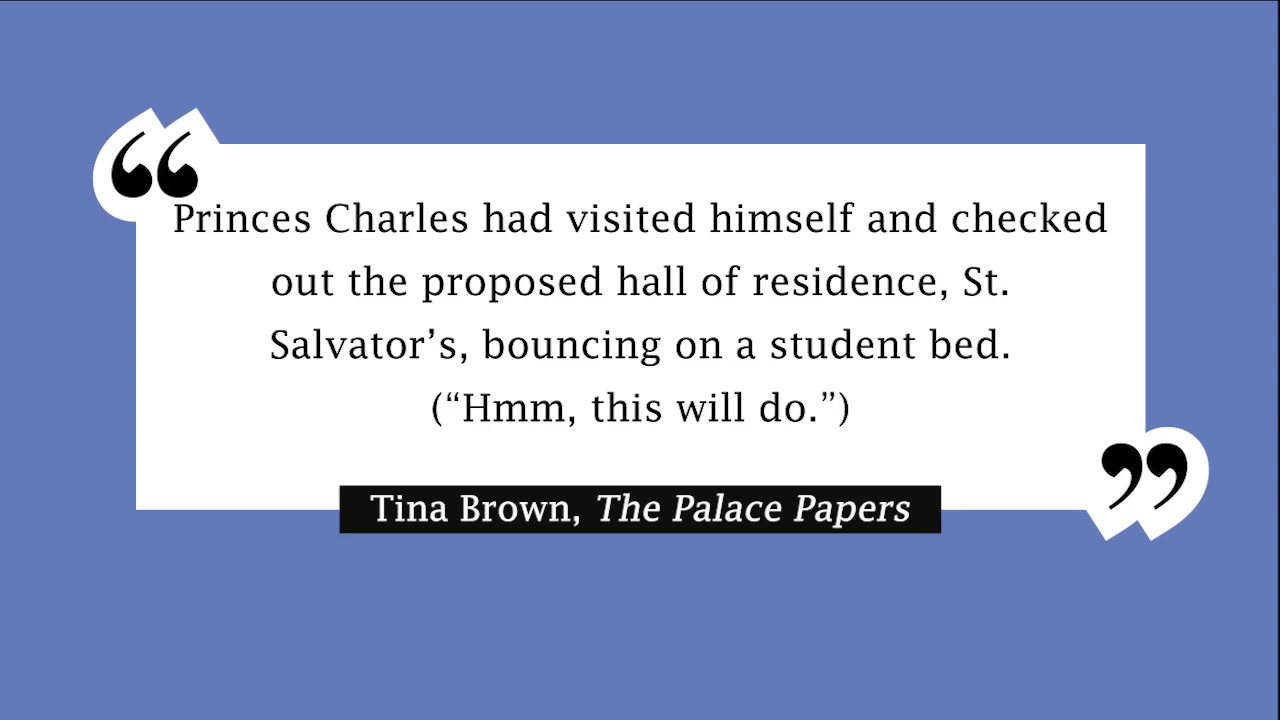 “
Princes Charles had visited himself and checked
out the proposed hall of residence, St.
Salvator’s, bouncing on a student bed.
(“Hmm, this will do.”)
”
Tina Brown, The Palace Papers